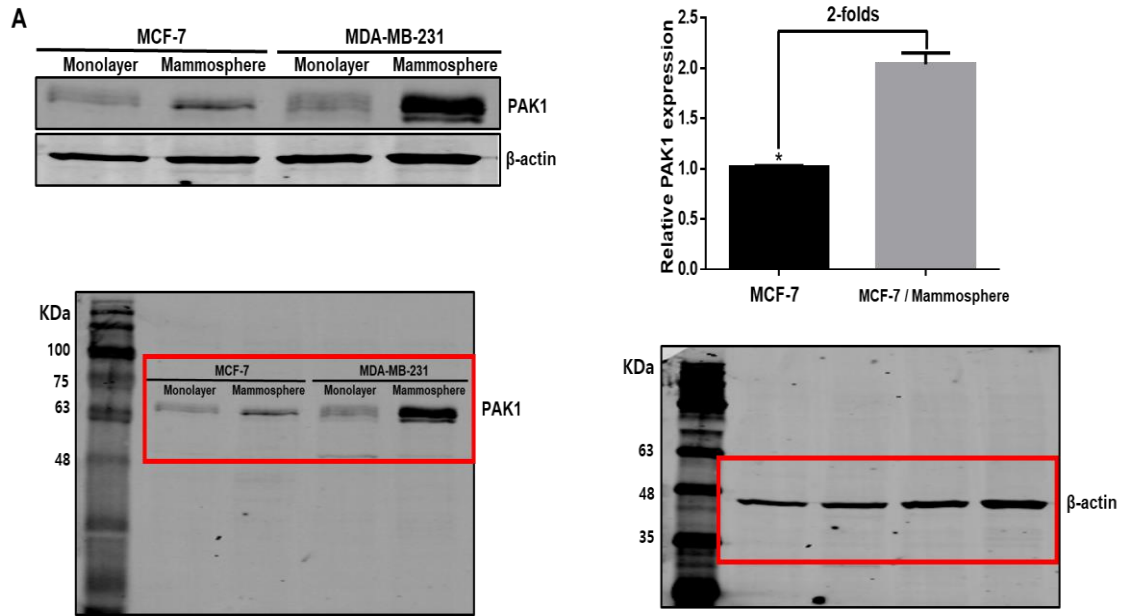 A
MCF-7 MDA-MB-231
Monolayer Mammosphere Monolayer Mammosphere
PAK1
β-actin
2-folds
Relative PAK1 expression
2.5
2.0
1.5
1.0
0.5
0.0
*
MCF-7 MCF-7 / Mammosphere
KDa
100
75
63
48
MCF-7 MDA-MB-231
Monolayer Mammosphere Monolayer Mammosphere
PAK1
KDa
63
48
35
β-actin